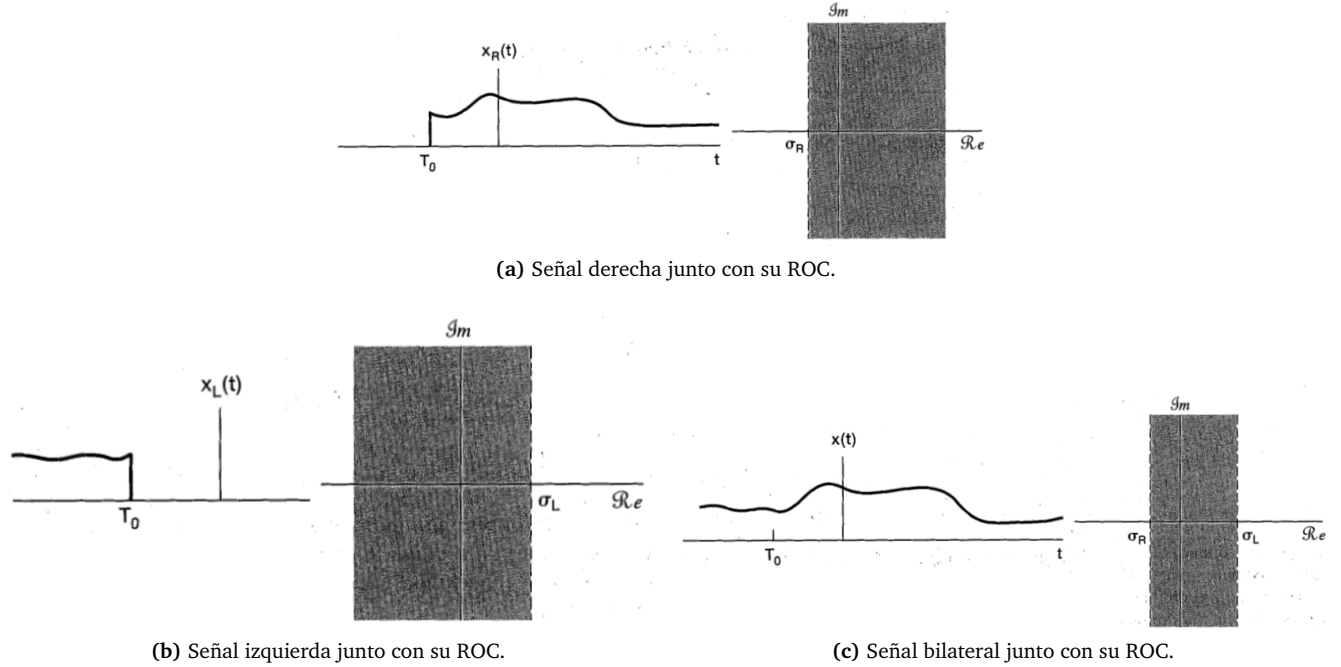 ℐm
x_R(t)
σ_R
ℛe
T_0
t
(a) Señal derecha junto con su ROC.
ℐm
x_L(t)
σ_L
ℛe
T_0
(b) Señal izquierda junto con su ROC.
ℐm
x(t)
σ_R
σ_L
ℛe
T_0
t
(c) Señal bilateral junto con su ROC.